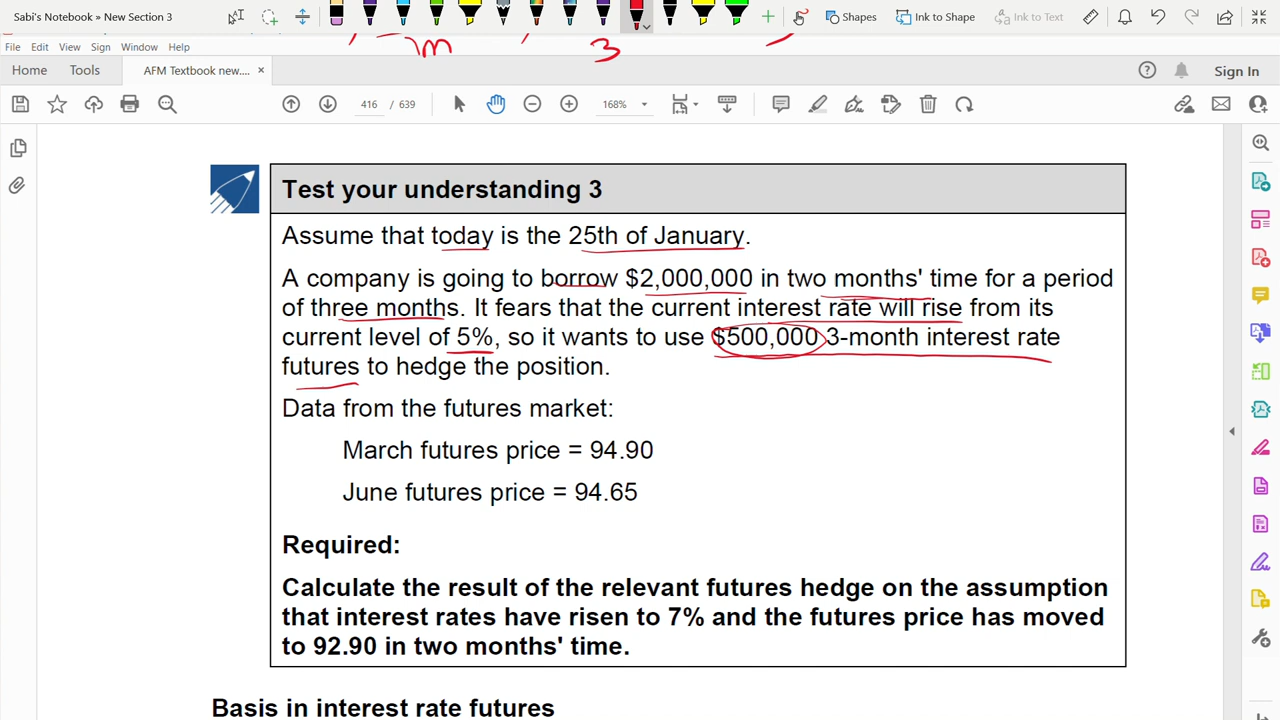 Sabi's Notebook » New Section 3
Shapes
Ink to Shape
Ink to Text
m 3
File Edit View Sign Window Help
Home Tools AFM Textbook new.... × Sign In
416 / 639 168%
Test your understanding 3
Assume that today is the 25th of January.
A company is going to borrow $2,000,000 in two months' time for a period
of three months. It fears that the current interest rate will rise from its
current level of 5%, so it wants to use $500,000 3-month interest rate
futures to hedge the position.
Data from the futures market:
March futures price = 94.90
June futures price = 94.65
Required:
Calculate the result of the relevant futures hedge on the assumption
that interest rates have risen to 7% and the futures price has moved
to 92.90 in two months' time.
Basis in interest rate futures